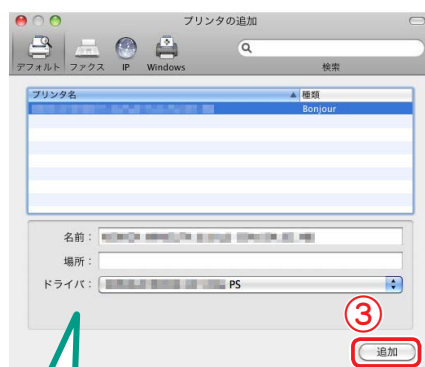 プリンタの追加
デフォルト ファクス IP Windows 検索
プリンタ名 種類
Bonjour
名前：
場所：
ドライバ： PS
③
追加